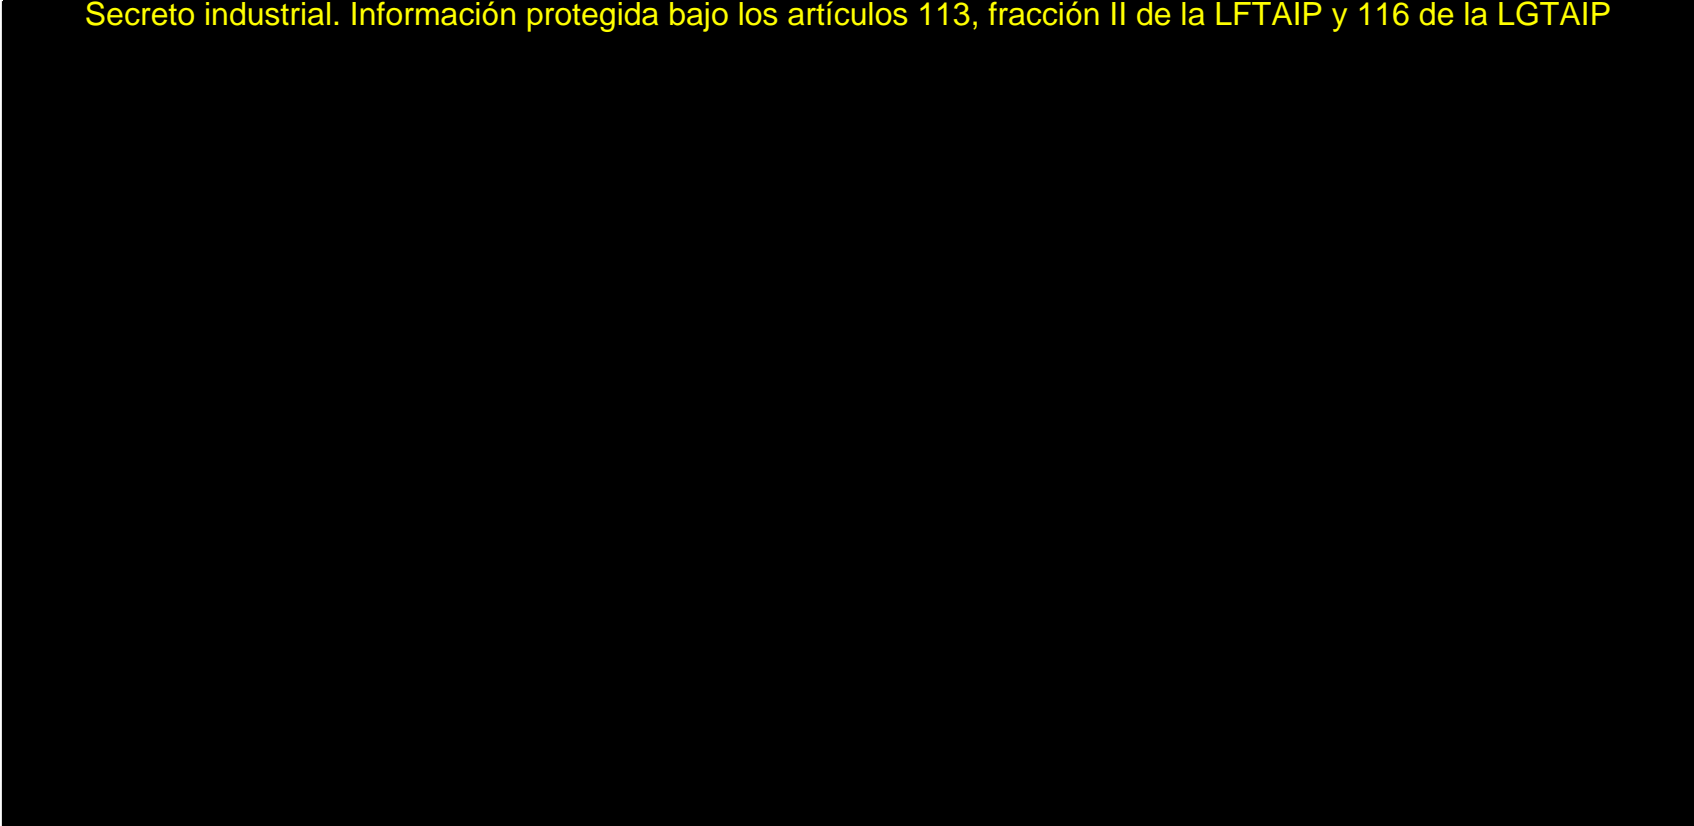 Secreto industrial. Información protegida bajo los artículos 113, fracción II de la LFTAIP y 116 de la LGTAIP